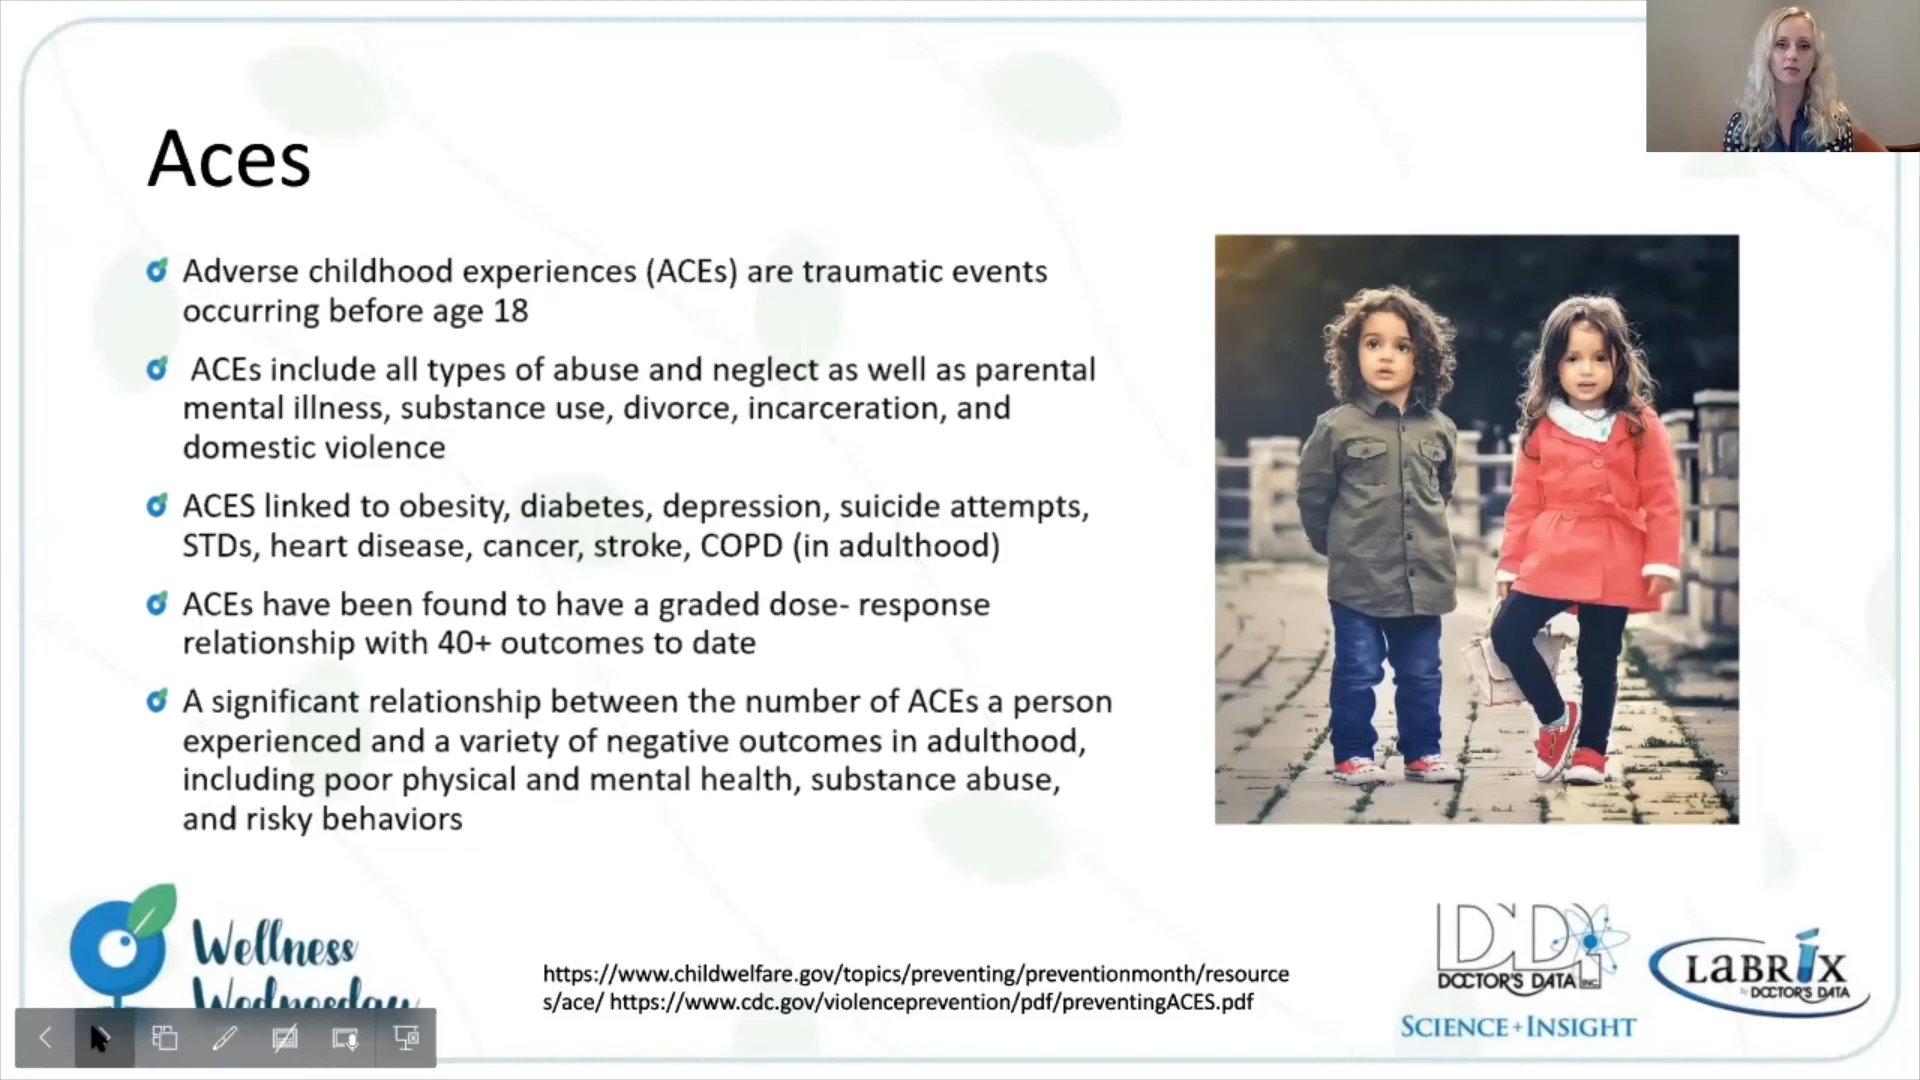 Aces
Adverse childhood experiences (ACEs) are traumatic events
occurring before age 18
ACEs include all types of abuse and neglect as well as parental
mental illness, substance use, divorce, incarceration, and
domestic violence
ACES linked to obesity, diabetes, depression, suicide attempts,
STDs, heart disease, cancer, stroke, COPD (in adulthood)
ACEs have been found to have a graded dose- response
relationship with 40+ outcomes to date
A significant relationship between the number of ACEs a person
experienced and a variety of negative outcomes in adulthood,
including poor physical and mental health, substance abuse,
and risky behaviors
Wellness
Wednesday
https://www.childwelfare.gov/topics/preventing/preventionmonth/resource
s/ace/ https://www.cdc.gov/violenceprevention/pdf/preventingACES.pdf
DDI
DOCTOR'S DATA INC.
SCIENCE+INSIGHT
LABRIX
by DOCTOR'S DATA